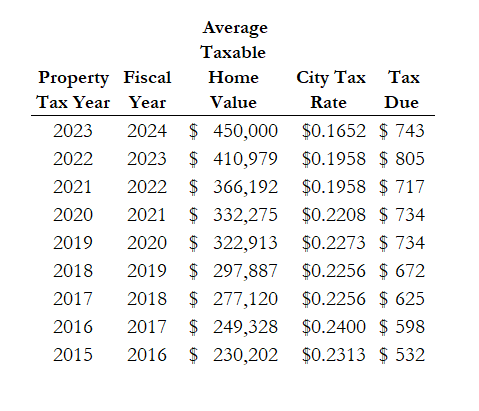 Average
Taxable
Property Fiscal Home City Tax Tax
Tax Year Year Value Rate Due
2023 2024 $ 450,000 $0.1652 $ 743
2022 2023 $ 410,979 $0.1958 $ 805
2021 2022 $ 366,192 $0.1958 $ 717
2020 2021 $ 332,275 $0.2208 $ 734
2019 2020 $ 322,913 $0.2273 $ 734
2018 2019 $ 297,887 $0.2256 $ 672
2017 2018 $ 277,120 $0.2256 $ 625
2016 2017 $ 249,328 $0.2400 $ 598
2015 2016 $ 230,202 $0.2313 $ 532